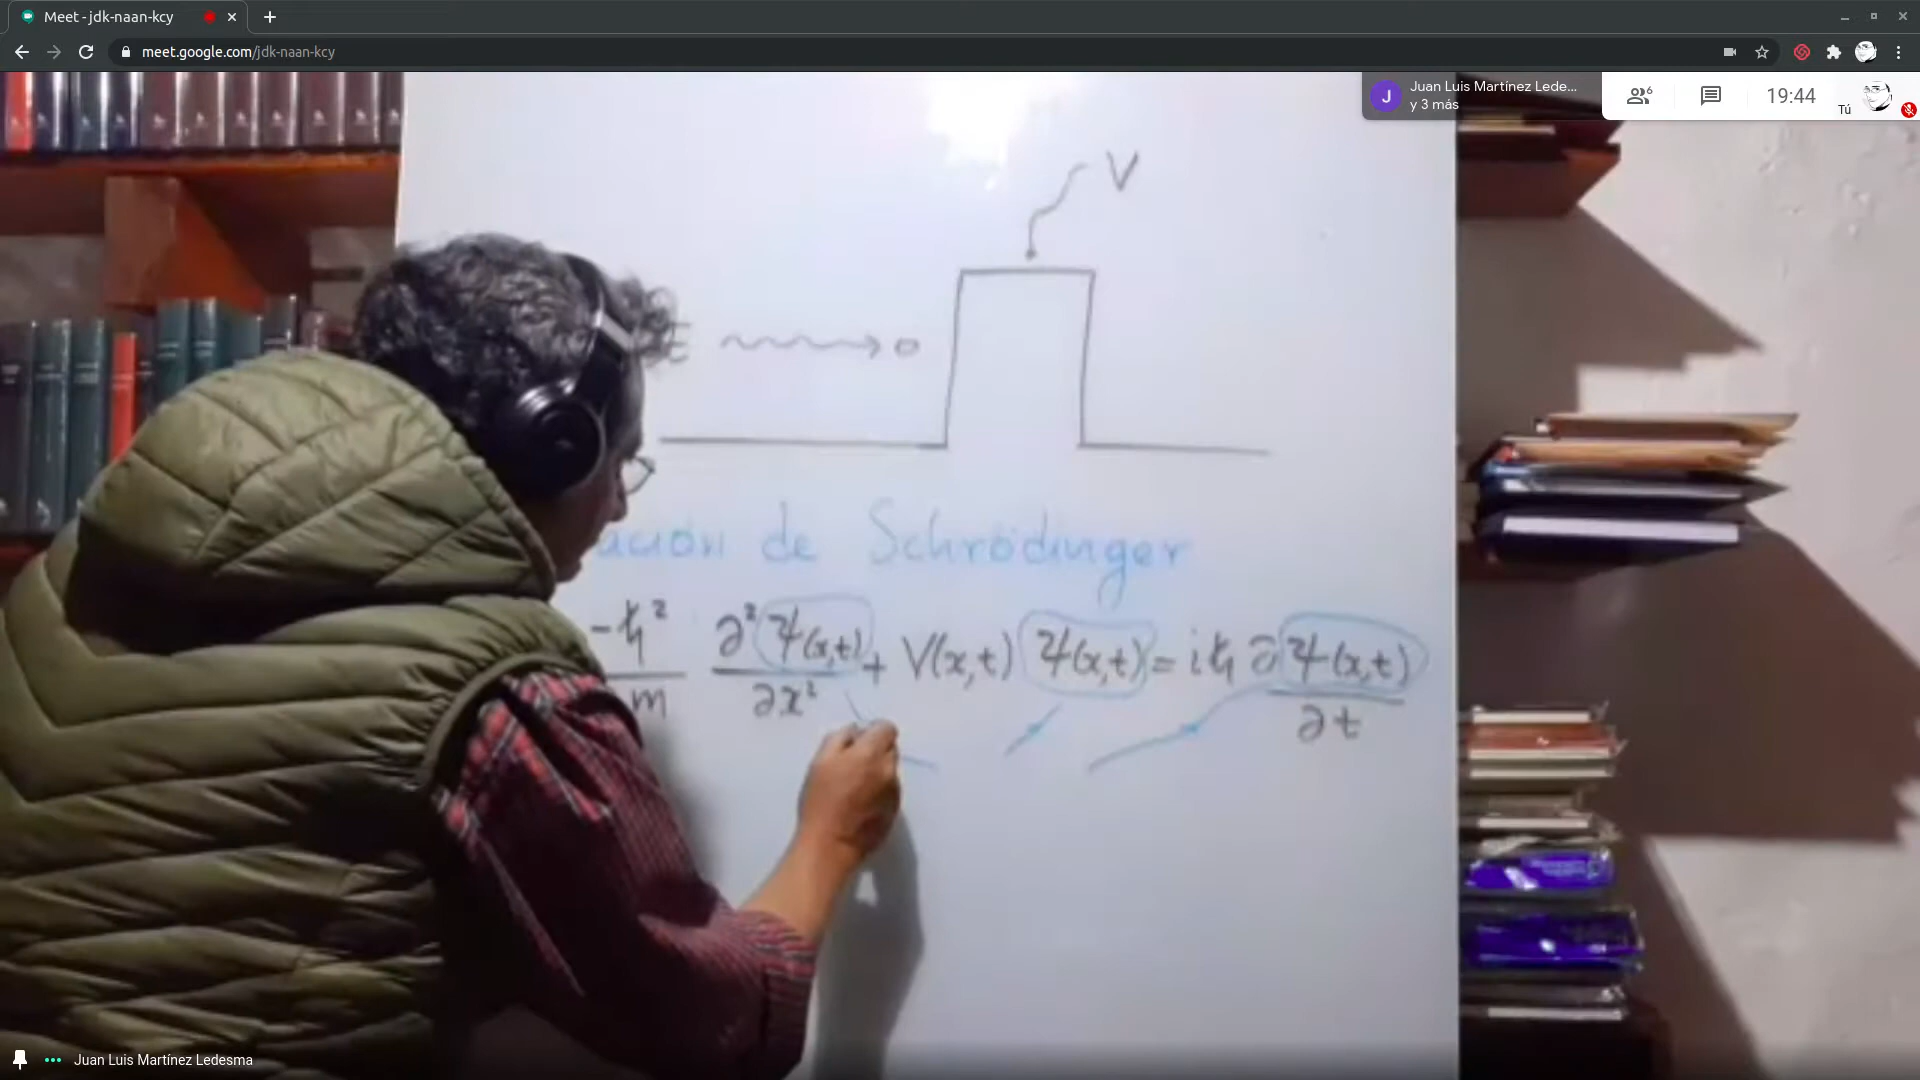 Meet - jdk-naan-kcy
meet.google.com/jdk-naan-kcy
Juan Luis Martínez Lede...
y 3 más
J
6
19:44
Tú
V
E
ación de Schrödinger
-ħ² ∂²Ψ(x,t) + V(x,t) Ψ(x,t) = iħ ∂Ψ(x,t)
m ∂x² ∂t
Juan Luis Martínez Ledesma